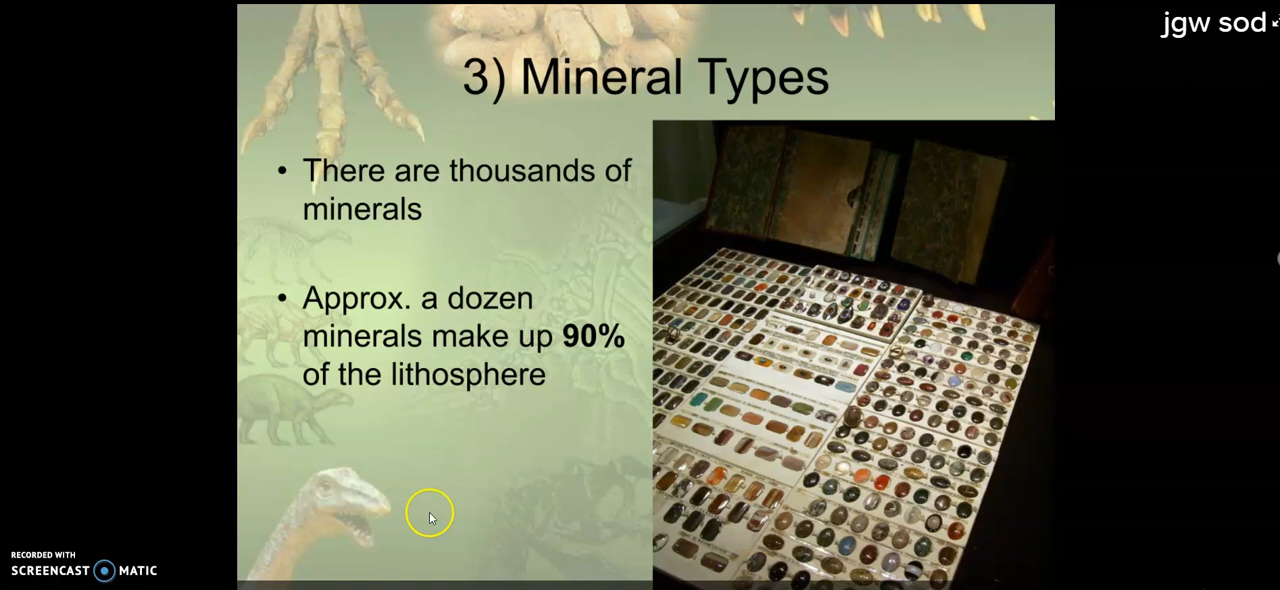 jgw sod
3) Mineral Types
• There are thousands of
minerals
• Approx. a dozen
minerals make up 90%
of the lithosphere
RECORDED WITH
SCREENCAST MATIC